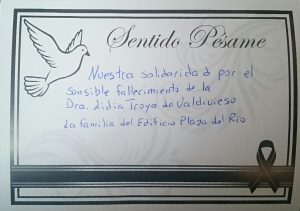 Sentido Pésame
Nuestra solidaridad por el
sensible fallecimiento de la
Dra. Lidia Troya de Valdivieso
La familia del Edificio Plaza del Río